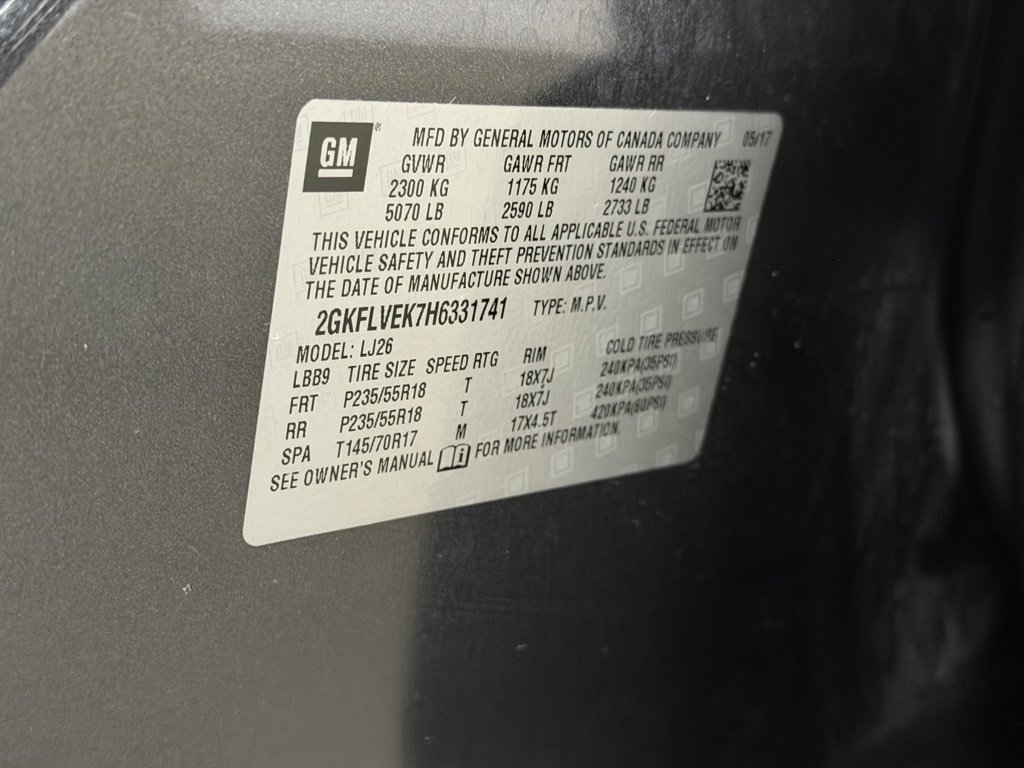 GM ®
MFD BY GENERAL MOTORS OF CANADA COMPANY 05/17
GVWR GAWR FRT GAWR RR
2300 KG 1175 KG 1240 KG
5070 LB 2590 LB 2733 LB
THIS VEHICLE CONFORMS TO ALL APPLICABLE U.S. FEDERAL MOTOR
VEHICLE SAFETY AND THEFT PREVENTION STANDARDS IN EFFECT ON
THE DATE OF MANUFACTURE SHOWN ABOVE.
2GKFLVEK7H6331741 TYPE: M.P.V.
MODEL: LJ26
LBB9 TIRE SIZE SPEED RTG RIM COLD TIRE PRESSURE
FRT P235/55R18 T 18X7J 240KPA(35PSI)
RR P235/55R18 T 18X7J 240KPA(35PSI)
SPA T145/70R17 M 17X4.5T 420KPA(60PSI)
SEE OWNER'S MANUAL i FOR MORE INFORMATION.